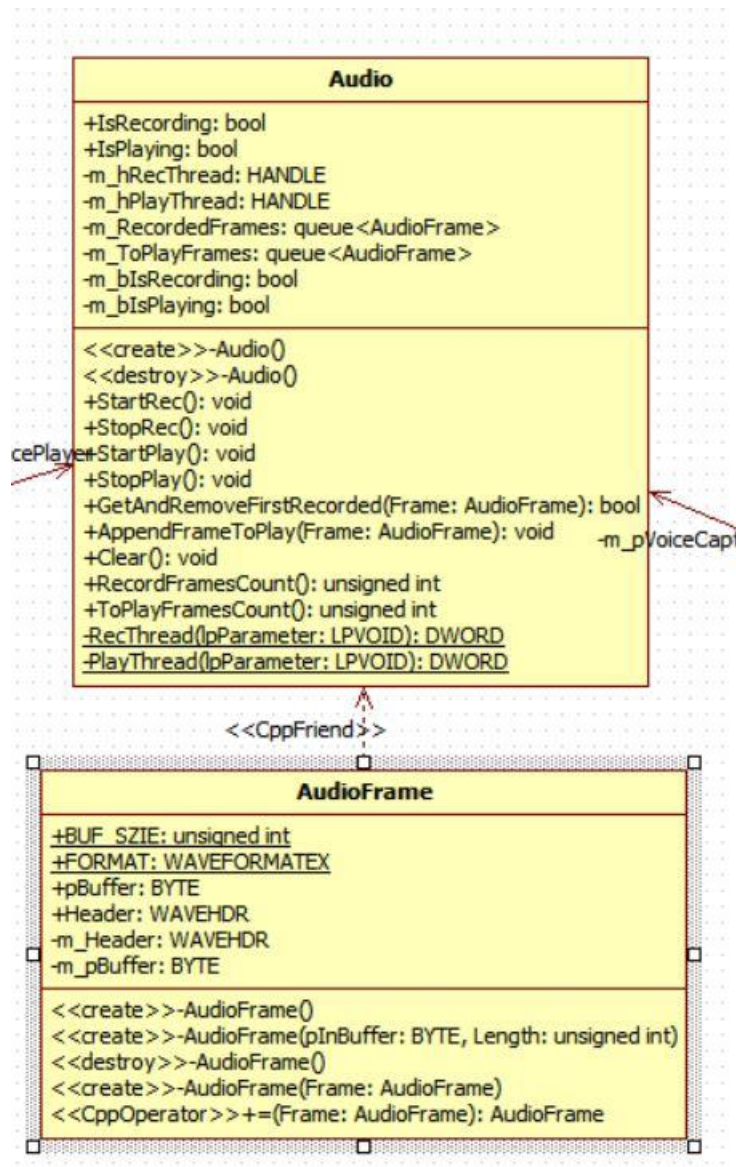 Audio
+IsRecording: bool
+IsPlaying: bool
-m_hRecThread: HANDLE
-m_hPlayThread: HANDLE
-m_RecordedFrames: queue<AudioFrame>
-m_ToPlayFrames: queue<AudioFrame>
-m_bIsRecording: bool
-m_bIsPlaying: bool
<<create>>-Audio()
<<destroy>>-Audio()
+StartRec(): void
+StopRec(): void
cePlayer
+StartPlay(): void
+StopPlay(): void
+GetAndRemoveFirstRecorded(Frame: AudioFrame): bool
+AppendFrameToPlay(Frame: AudioFrame): void
-m_pVoiceCapt
+Clear(): void
+RecordFramesCount(): unsigned int
+ToPlayFramesCount(): unsigned int
-RecThread(lpParameter: LPVOID): DWORD
-PlayThread(lpParameter: LPVOID): DWORD
<<CppFriend>>
AudioFrame
+BUF_SZIE: unsigned int
+FORMAT: WAVEFORMATEX
+pBuffer: BYTE
+Header: WAVEHDR
-m_Header: WAVEHDR
-m_pBuffer: BYTE
<<create>>-AudioFrame()
<<create>>-AudioFrame(pInBuffer: BYTE, Length: unsigned int)
<<destroy>>-AudioFrame()
<<create>>-AudioFrame(Frame: AudioFrame)
<<CppOperator>>+=(Frame: AudioFrame): AudioFrame